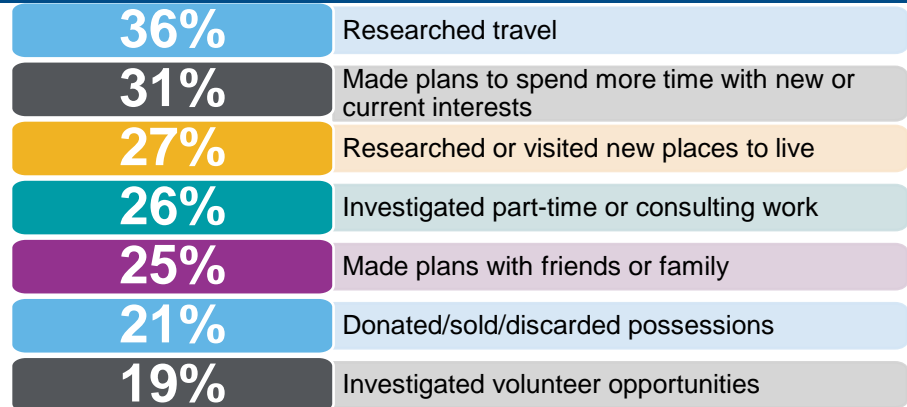 36%
Researched travel
31%
Made plans to spend more time with new or
current interests
27%
Researched or visited new places to live
26%
Investigated part-time or consulting work
25%
Made plans with friends or family
21%
Donated/sold/discarded possessions
19%
Investigated volunteer opportunities